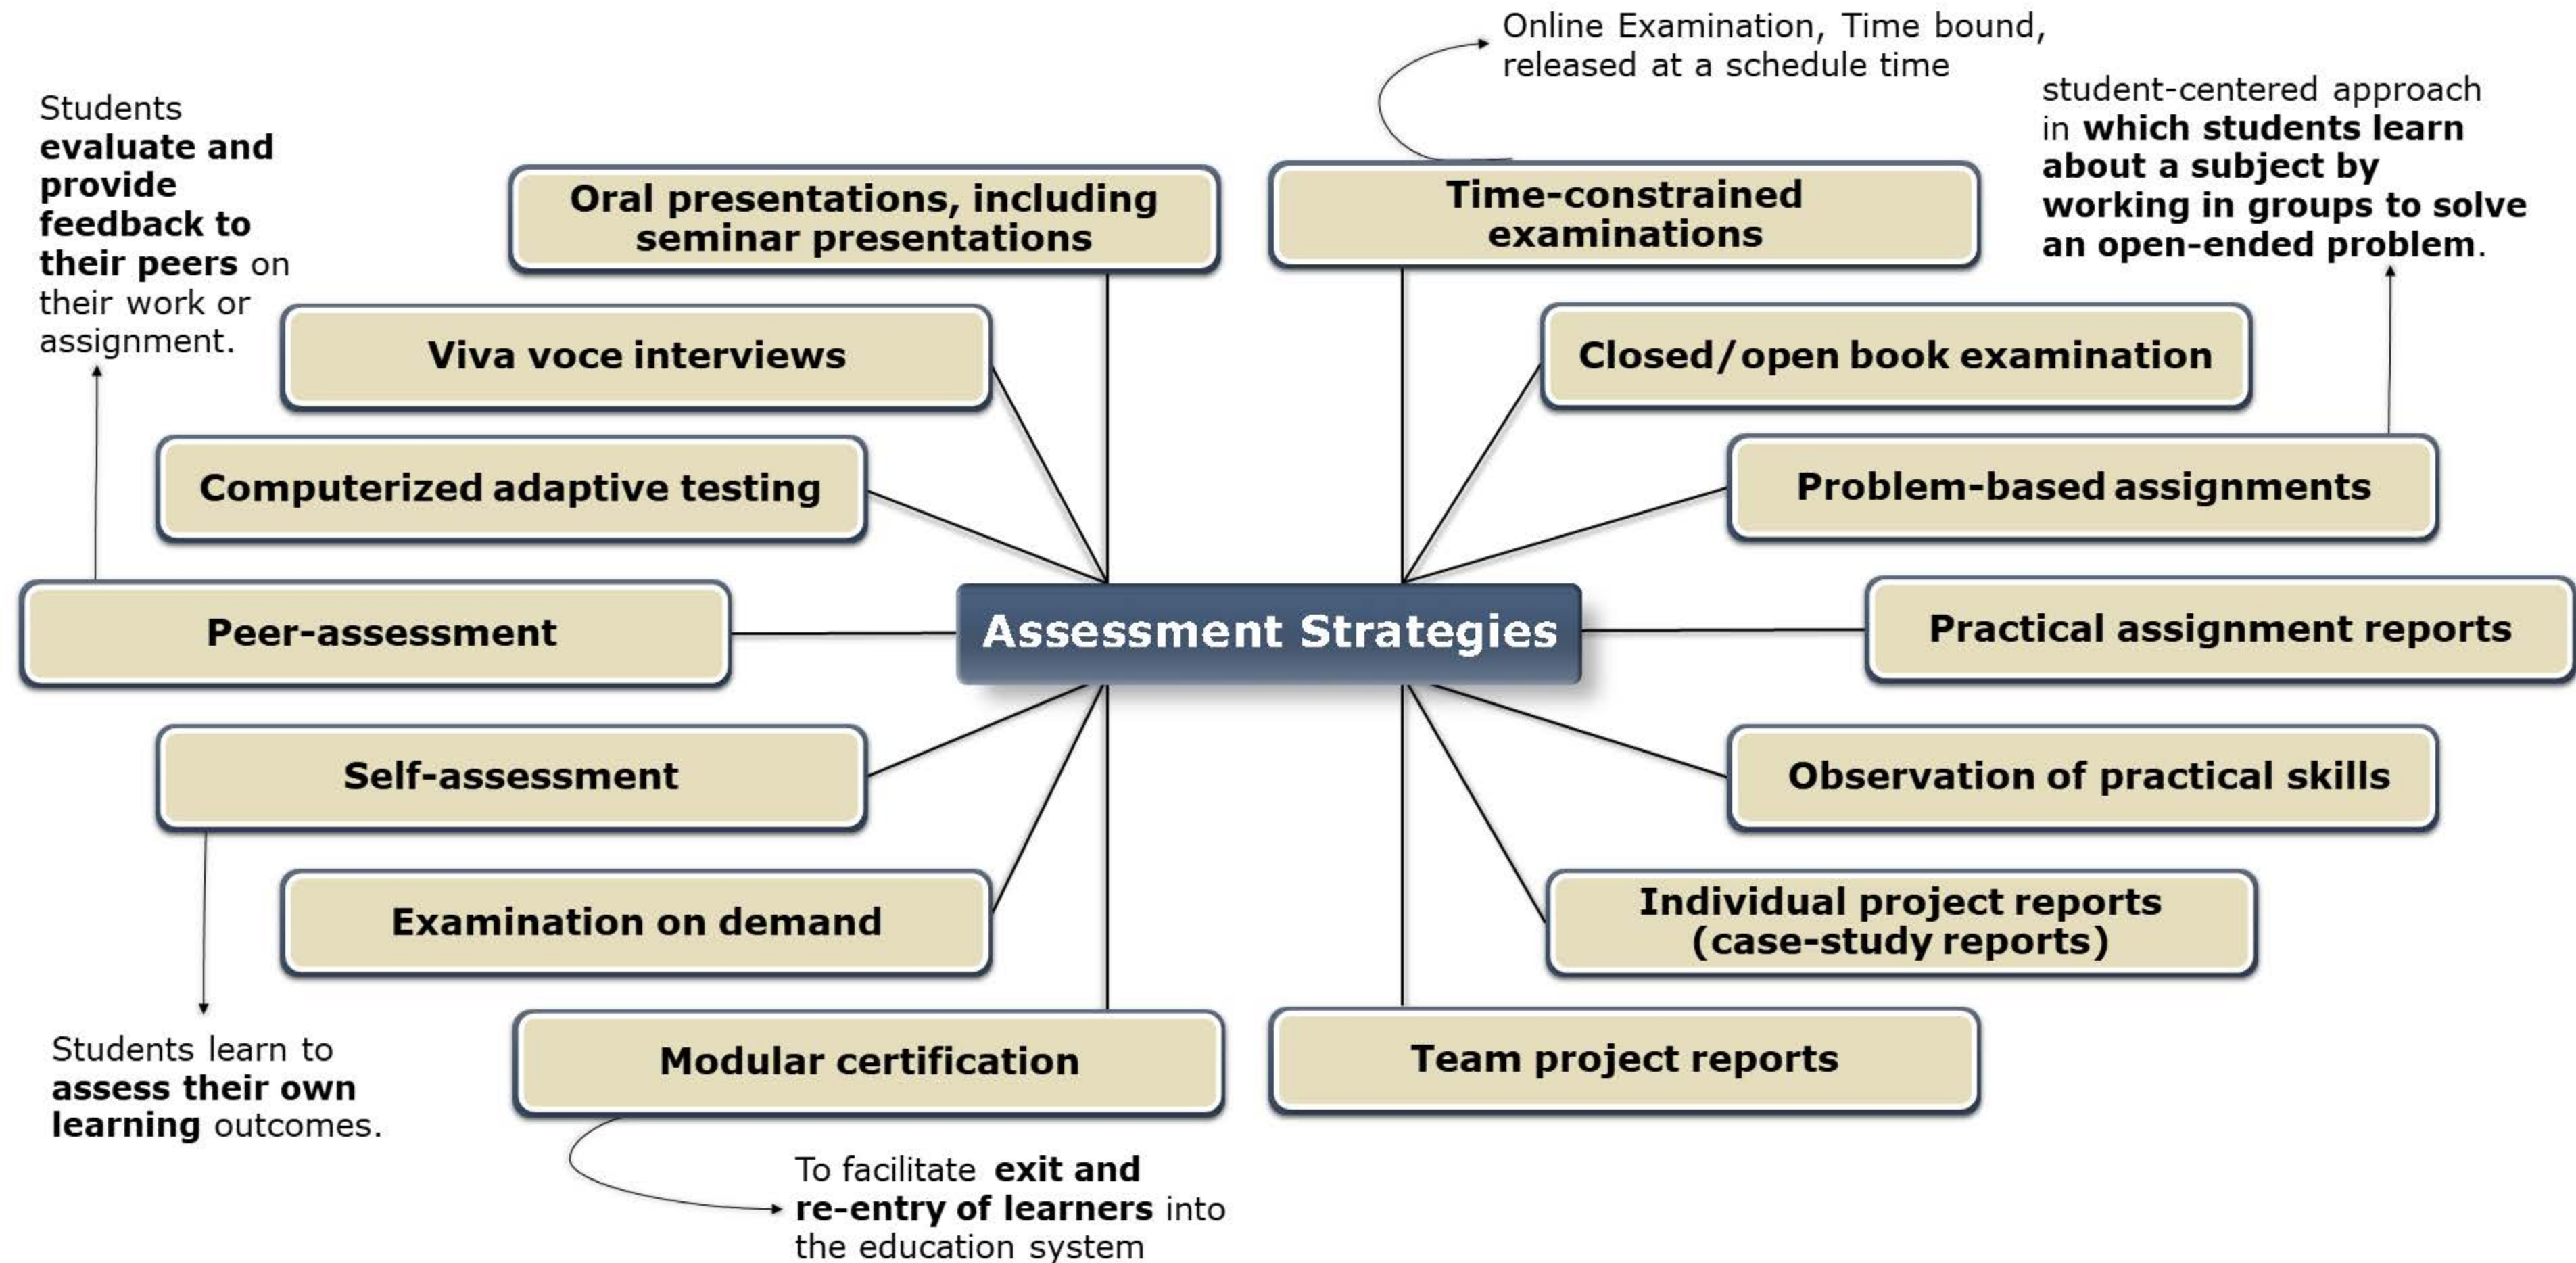 Online Examination, Time bound,
released at a schedule time
Students
evaluate and
provide
feedback to
their peers on
their work or
assignment.
student-centered approach
in which students learn
about a subject by
working in groups to solve
an open-ended problem.
Oral presentations, including
seminar presentations
Time-constrained
examinations
Viva voce interviews
Closed/open book examination
Computerized adaptive testing
Problem-based assignments
Peer-assessment
Assessment Strategies
Practical assignment reports
Self-assessment
Observation of practical skills
Examination on demand
Individual project reports
(case-study reports)
Modular certification
Team project reports
Students learn to
assess their own
learning outcomes.
To facilitate exit and
re-entry of learners into
the education system